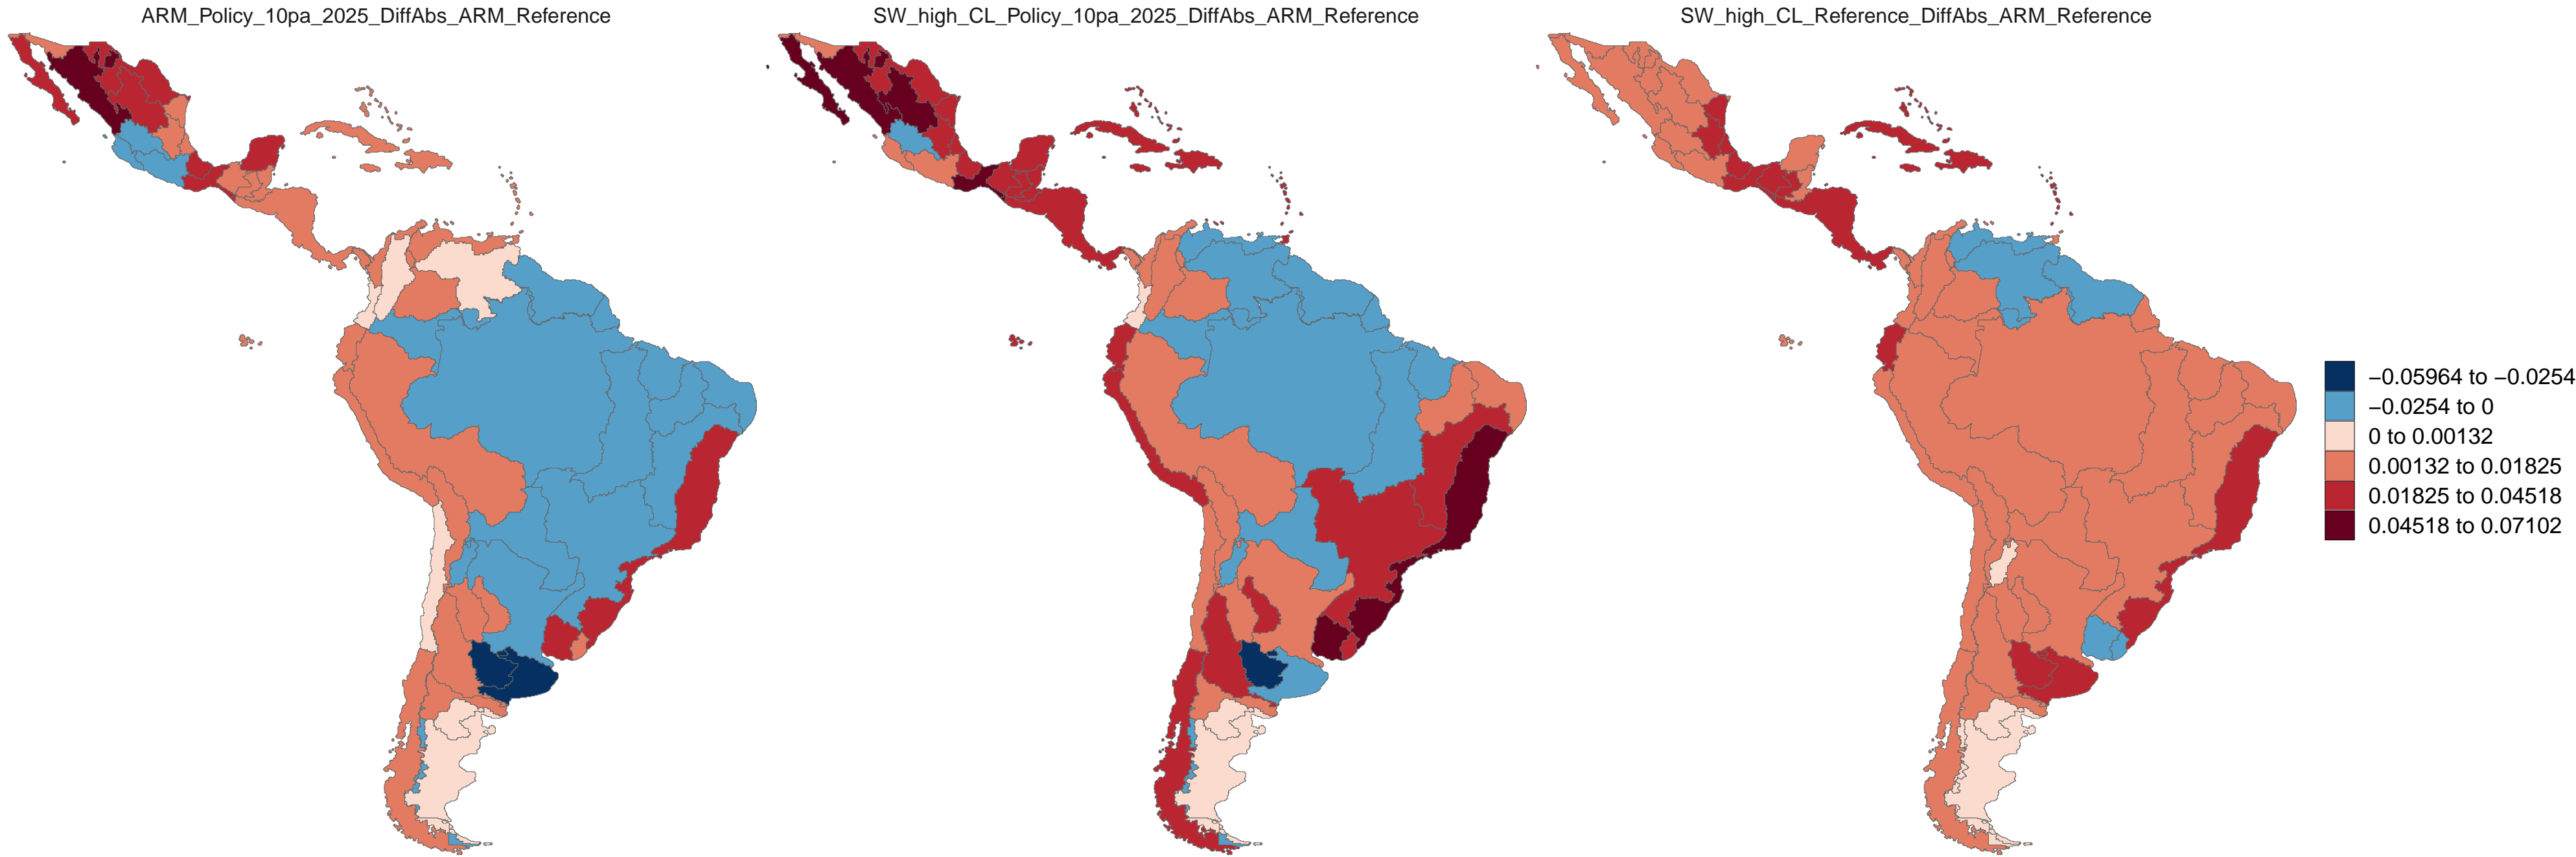 ARM_Policy_10pa_2025_DiffAbs_ARM_Reference
SW_high_CL_Policy_10pa_2025_DiffAbs_ARM_Reference
SW_high_CL_Reference_DiffAbs_ARM_Reference
−0.05964 to −0.0254
−0.0254 to 0
0 to 0.00132
0.00132 to 0.01825
0.01825 to 0.04518
0.04518 to 0.07102